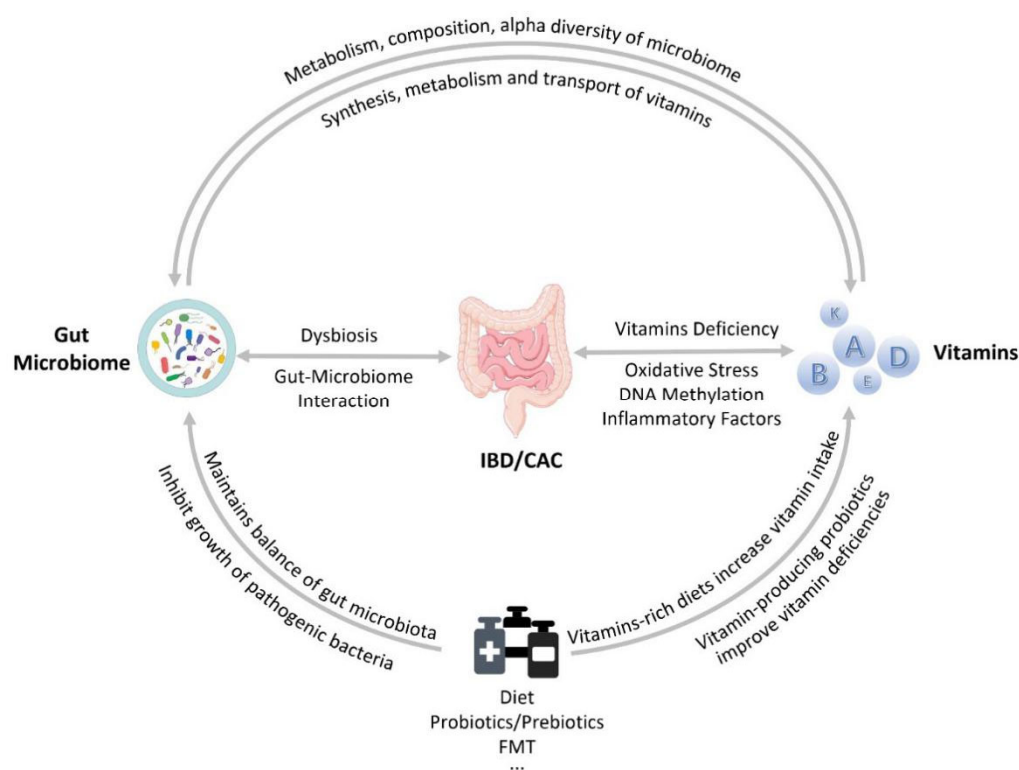 Metabolism, composition, alpha diversity of microbiome
Synthesis, metabolism and transport of vitamins
Gut
Microbiome
Dysbiosis
Gut-Microbiome
Interaction
IBD/CAC
Vitamins Deficiency
Oxidative Stress
DNA Methylation
Inflammatory Factors
K
A
B
D
E
Vitamins
Maintains balance of gut microbiota
Inhibit growth of pathogenic bacteria
Vitamins-rich diets increase vitamin intake
Vitamin-producing probiotics
improve vitamin deficiencies
Diet
Probiotics/Prebiotics
FMT
...